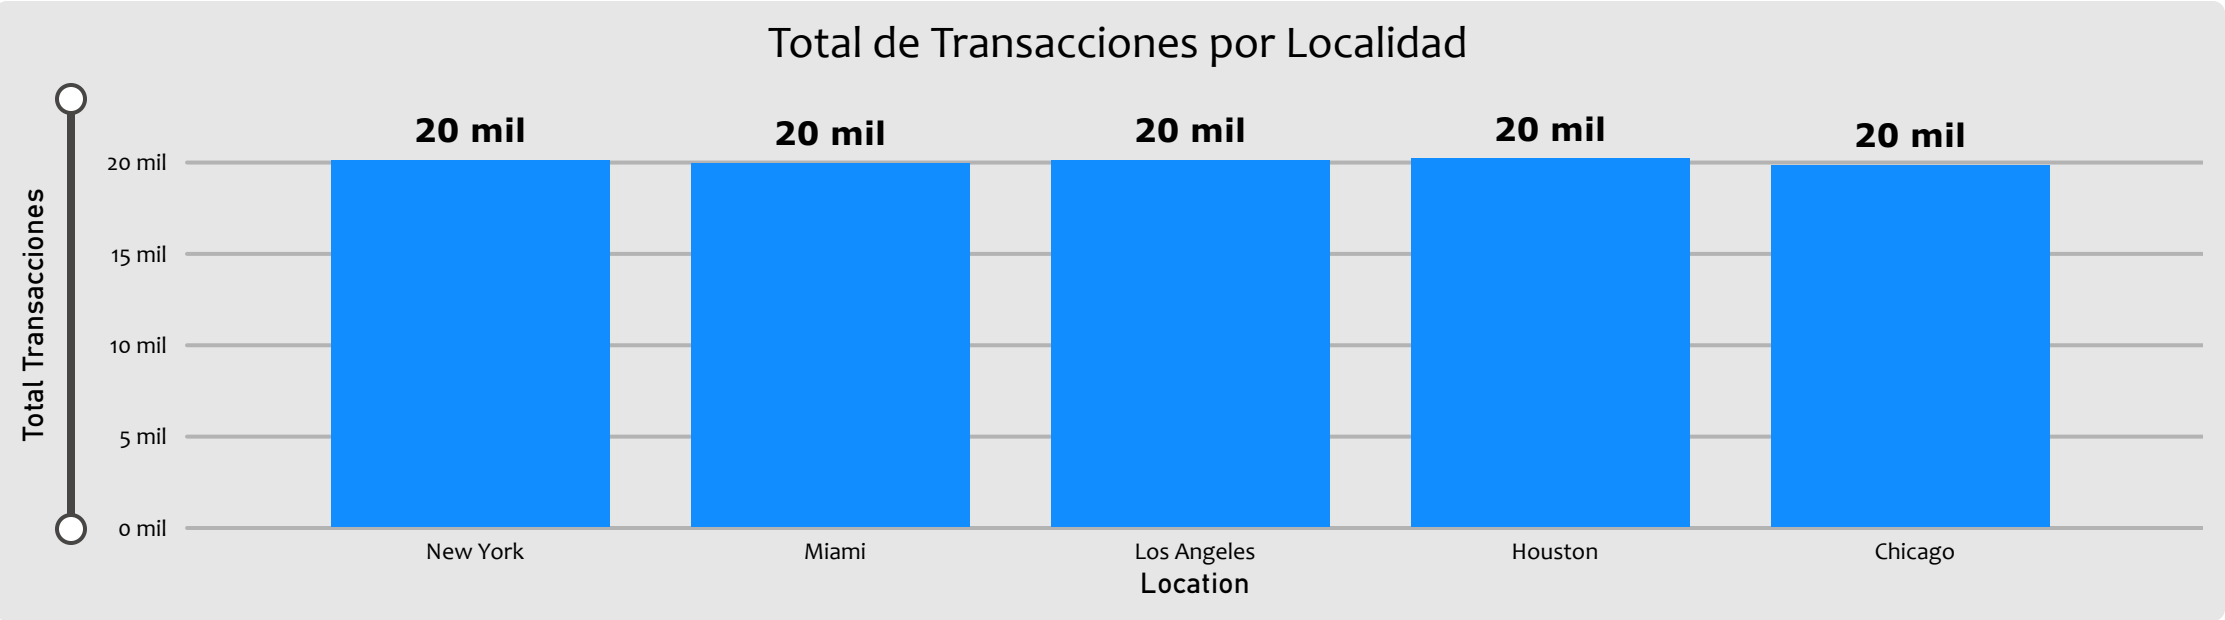 Total de Transacciones por Localidad
Total Transacciones
20 mil
15 mil
10 mil
5 mil
0 mil
20 mil
20 mil
20 mil
20 mil
20 mil
New York
Miami
Los Angeles
Houston
Chicago
Location